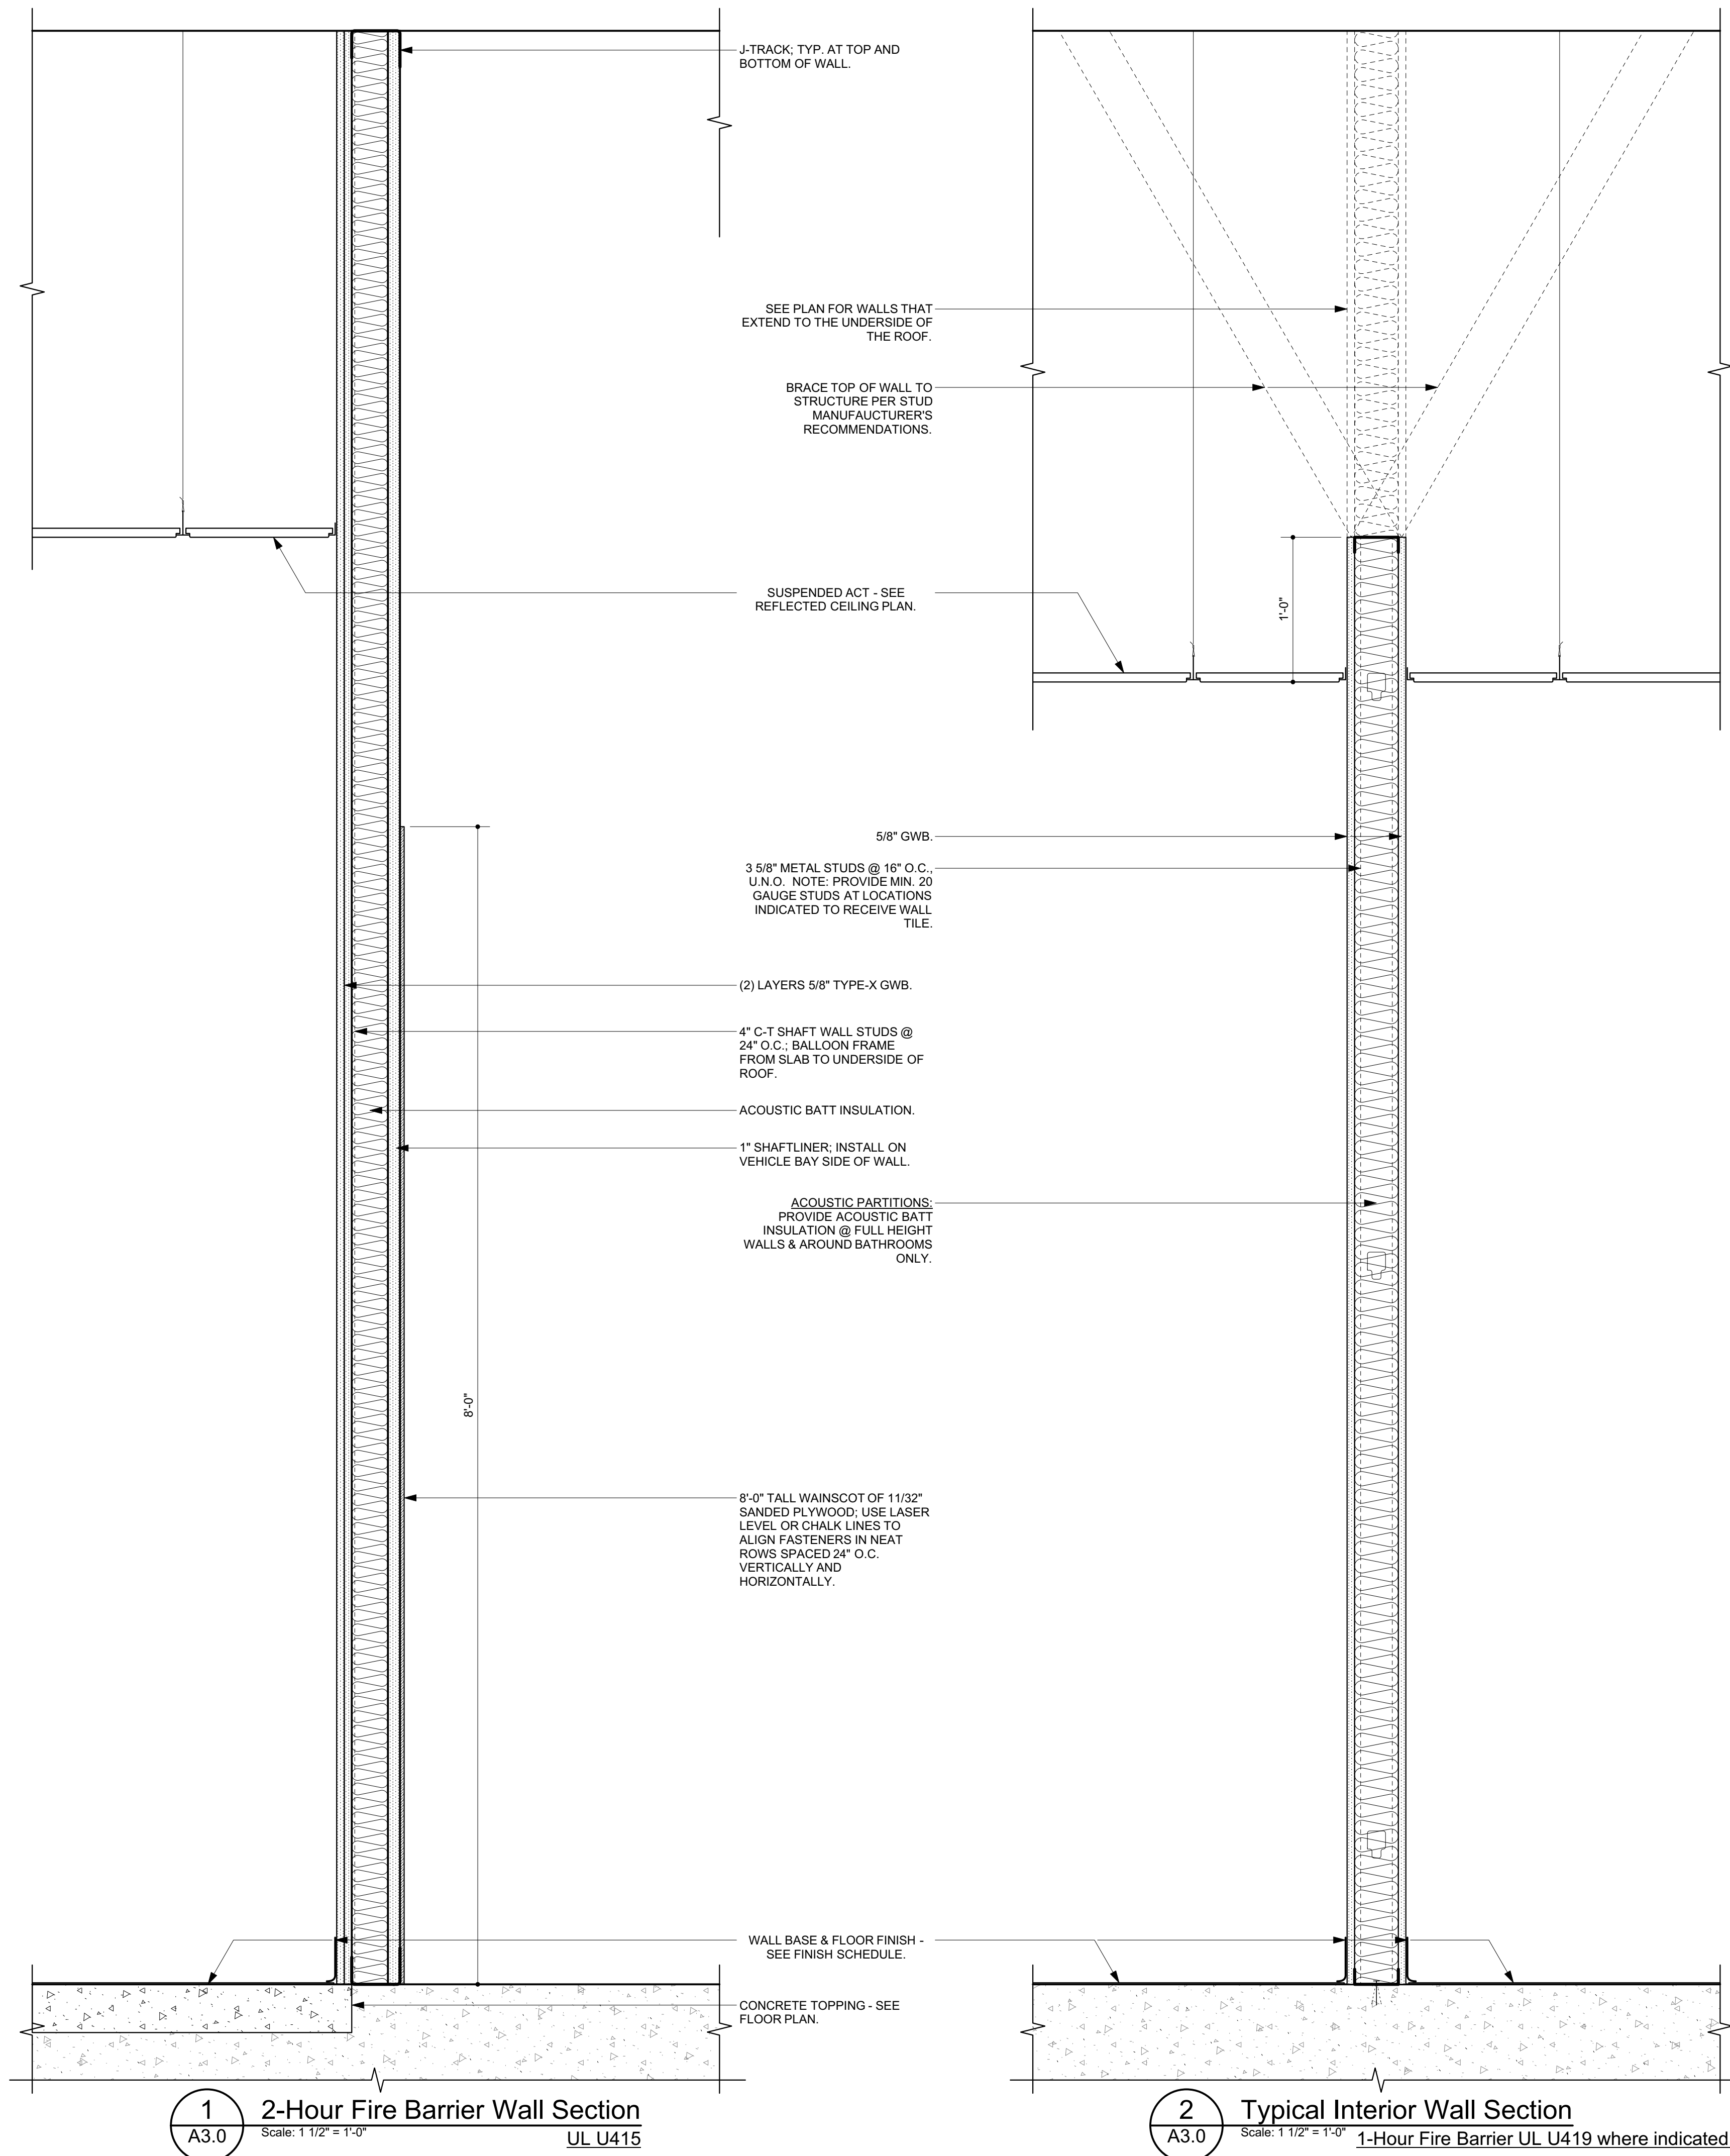 J-TRACK; TYP. AT TOP AND
BOTTOM OF WALL.
SEE PLAN FOR WALLS THAT
EXTEND TO THE UNDERSIDE OF
THE ROOF.
BRACE TOP OF WALL TO
STRUCTURE PER STUD
MANUFAUCTURER'S
RECOMMENDATIONS.
SUSPENDED ACT - SEE
REFLECTED CEILING PLAN.
1'-0"
5/8" GWB.
3 5/8" METAL STUDS @ 16" O.C.,
U.N.O. NOTE: PROVIDE MIN. 20
GAUGE STUDS AT LOCATIONS
INDICATED TO RECEIVE WALL
TILE.
(2) LAYERS 5/8" TYPE-X GWB.
4" C-T SHAFT WALL STUDS @
24" O.C.; BALLOON FRAME
FROM SLAB TO UNDERSIDE OF
ROOF.
ACOUSTIC BATT INSULATION.
1" SHAFTLINER; INSTALL ON
VEHICLE BAY SIDE OF WALL.
ACOUSTIC PARTITIONS:
PROVIDE ACOUSTIC BATT
INSULATION @ FULL HEIGHT
WALLS & AROUND BATHROOMS
ONLY.
8'-0"
8'-0" TALL WAINSCOT OF 11/32"
SANDED PLYWOOD; USE LASER
LEVEL OR CHALK LINES TO
ALIGN FASTENERS IN NEAT
ROWS SPACED 24" O.C.
VERTICALLY AND
HORIZONTALLY.
WALL BASE & FLOOR FINISH -
SEE FINISH SCHEDULE.
CONCRETE TOPPING - SEE
FLOOR PLAN.
1
A3.0
2-Hour Fire Barrier Wall Section
Scale: 1 1/2" = 1'-0"
UL U415
2
A3.0
Typical Interior Wall Section
Scale: 1 1/2" = 1'-0"
1-Hour Fire Barrier UL U419 where indicated